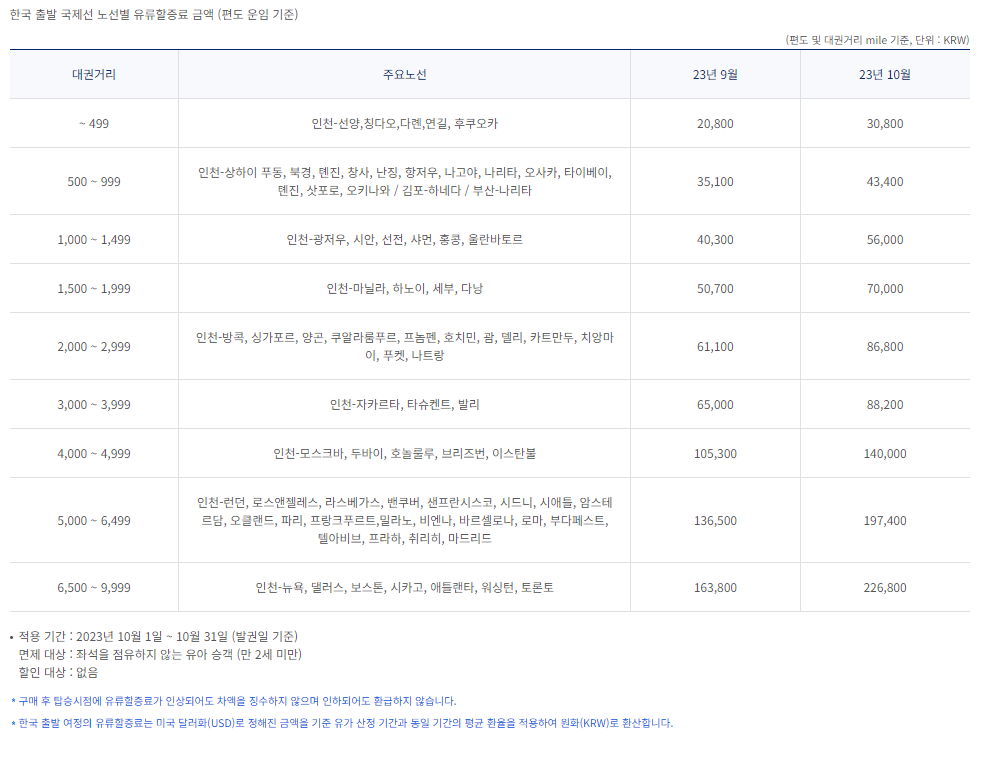 한국 출발 국제선 노선별 유류할증료 금액 (편도 운임 기준)
(편도 및 대권거리 mile 기준, 단위 : KRW)
대권거리 주요노선 23년 9월 23년 10월
~ 499 인천-선양,칭다오,다롄,연길, 후쿠오카 20,800 30,800
500 ~ 999 인천-상하이 푸동, 북경, 톈진, 창사, 난징, 항저우, 나고야, 나리타, 오사카, 타이베이, 35,100 43,400
톈진, 삿포로, 오키나와 / 김포-하네다 / 부산-나리타
1,000 ~ 1,499 인천-광저우, 시안, 선전, 샤먼, 홍콩, 울란바토르 40,300 56,000
1,500 ~ 1,999 인천-마닐라, 하노이, 세부, 다낭 50,700 70,000
2,000 ~ 2,999 인천-방콕, 싱가포르, 양곤, 쿠알라룸푸르, 프놈펜, 호치민, 괌, 델리, 카트만두, 치앙마 61,100 86,800
이, 푸켓, 나트랑
3,000 ~ 3,999 인천-자카르타, 타슈켄트, 발리 65,000 88,200
4,000 ~ 4,999 인천-모스크바, 두바이, 호놀룰루, 브리즈번, 이스탄불 105,300 140,000
5,000 ~ 6,499 인천-런던, 로스앤젤레스, 라스베가스, 밴쿠버, 샌프란시스코, 시드니, 시애틀, 암스테 136,500 197,400
르담, 오클랜드, 파리, 프랑크푸르트,밀라노, 비엔나, 바르셀로나, 로마, 부다페스트,
텔아비브, 프라하, 취리히, 마드리드
6,500 ~ 9,999 인천-뉴욕, 댈러스, 보스톤, 시카고, 애틀랜타, 워싱턴, 토론토 163,800 226,800
• 적용 기간 : 2023년 10월 1일 ~ 10월 31일 (발권일 기준)
면제 대상 : 좌석을 점유하지 않는 유아 승객 (만 2세 미만)
할인 대상 : 없음
* 구매 후 탑승시점에 유류할증료가 인상되어도 차액을 징수하지 않으며 인하되어도 환급하지 않습니다.
* 한국 출발 여정의 유류할증료는 미국 달러화(USD)로 정해진 금액을 기준 유가 산정 기간과 동일 기간의 평균 환율을 적용하여 원화(KRW)로 환산합니다.